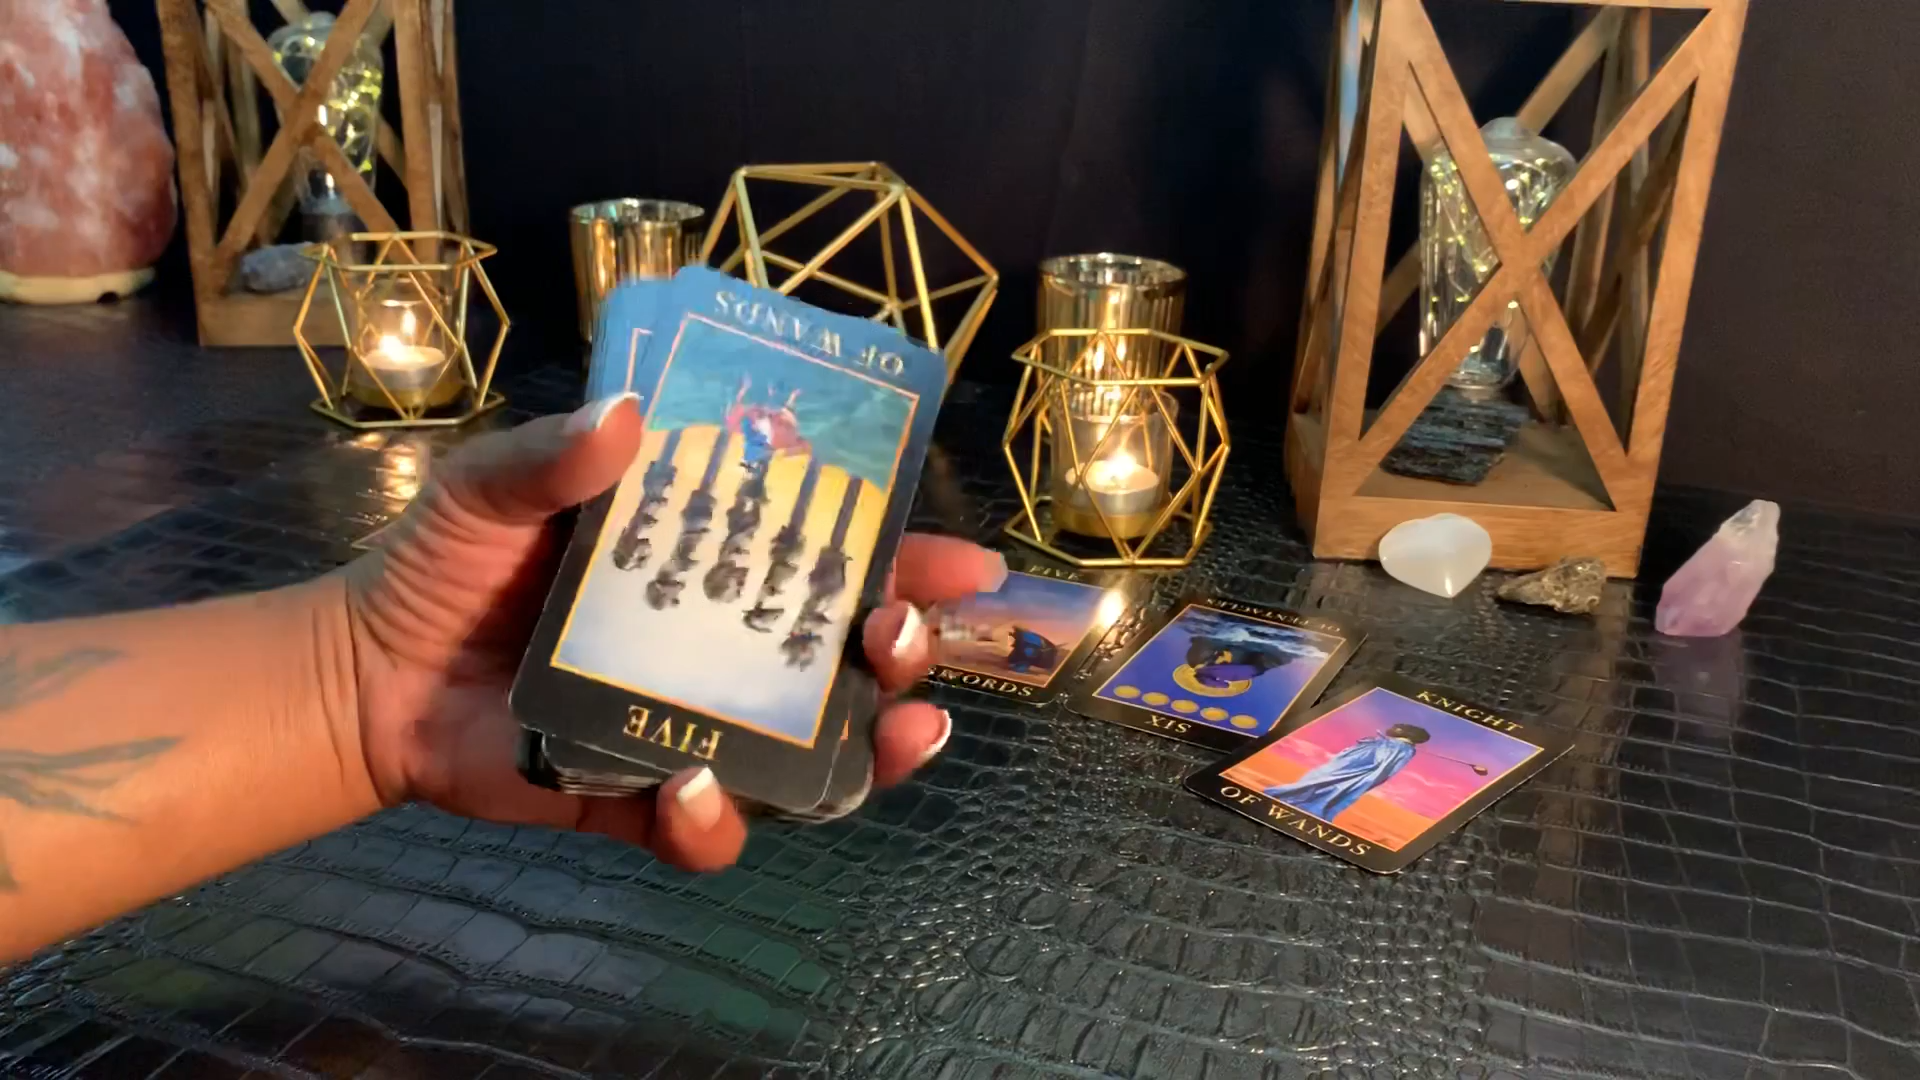 OF WANDS
FIVE
FIVE
SWORDS
OF PENTACLES
SIX
KNIGHT
OF WANDS